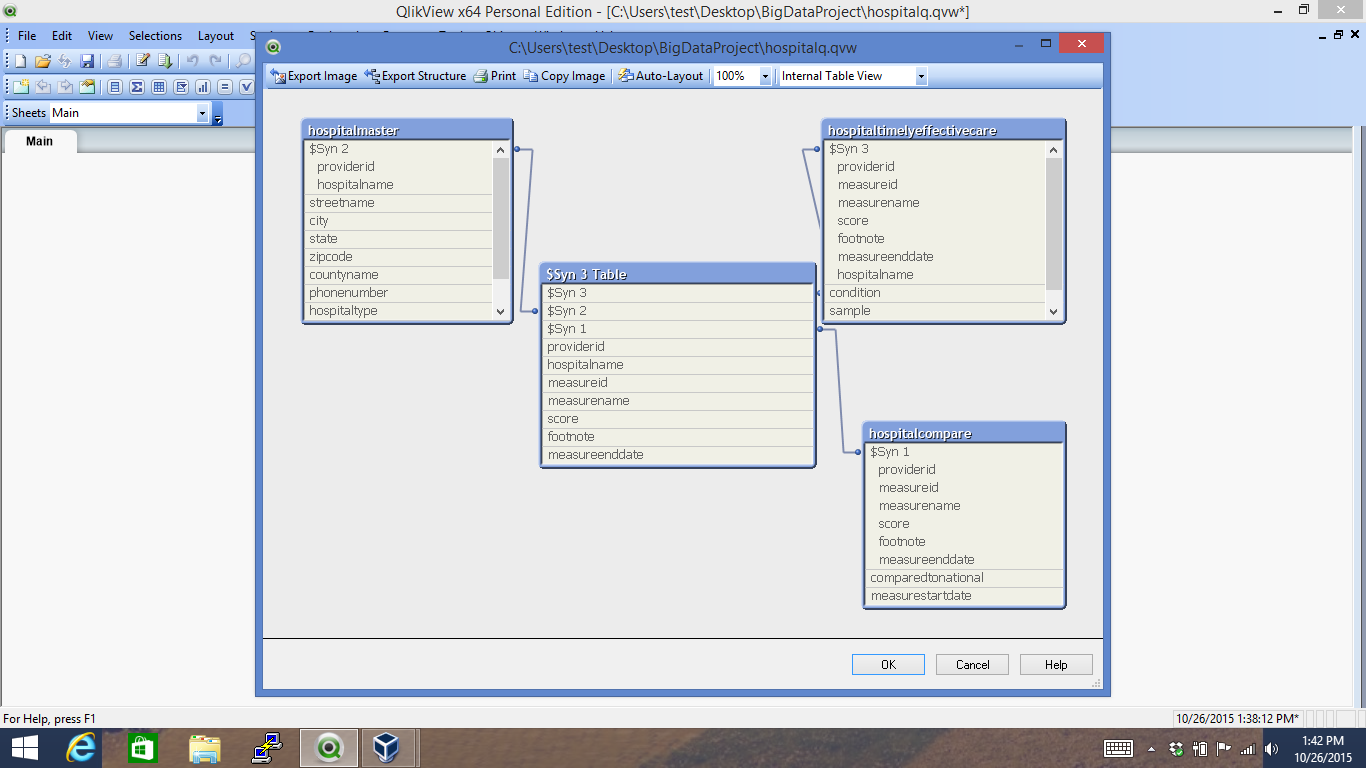 QlikView x64 Personal Edition - [C:\Users\test\Desktop\BigDataProject\hospitalq.qvw*]
File Edit View Selections Layout
C:\Users\test\Desktop\BigDataProject\hospitalq.qvw
Export Image Export Structure Print Copy Image Auto-Layout 100% Internal Table View
Sheets Main
Main
hospitalmaster
$Syn 2
providerid
hospitalname
streetname
city
state
zipcode
countyname
phonenumber
hospitaltype
$Syn 3 Table
$Syn 3
$Syn 2
$Syn 1
providerid
hospitalname
measureid
measurename
score
footnote
measureenddate
hospitaltimelyeffectivecare
$Syn 3
providerid
measureid
measurename
score
footnote
measureenddate
hospitalname
condition
sample
hospitalcompare
$Syn 1
providerid
measureid
measurename
score
footnote
measureenddate
comparedtonational
measurestartdate
OK Cancel Help
For Help, press F1
10/26/2015 1:38:12 PM*
1:42 PM
10/26/2015